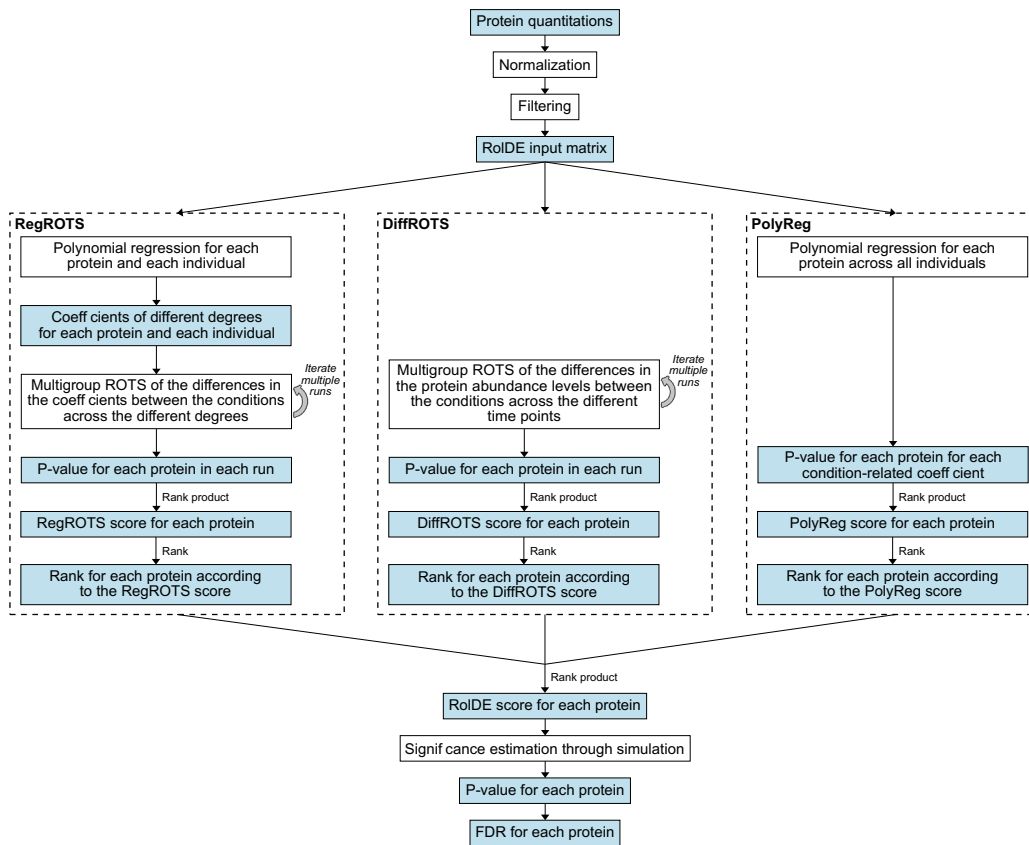 Protein quantitations
Normalization
Filtering
RolDE input matrix
RegROTS
Polynomial regression for each
protein and each individual
Coeff cients of different degrees
for each protein and each individual
Multigroup ROTS of the differences in
the coeff cients between the conditions
across the different degrees
Iterate
multiple
runs
P-value for each protein in each run
Rank product
RegROTS score for each protein
Rank
Rank for each protein according
to the RegROTS score
DiffROTS
Multigroup ROTS of the differences in
the protein abundance levels between
the conditions across the different
time points
Iterate
multiple
runs
P-value for each protein in each run
Rank product
DiffROTS score for each protein
Rank
Rank for each protein according
to the DiffROTS score
PolyReg
Polynomial regression for each
protein across all individuals
P-value for each protein for each
condition-related coeff cient
Rank product
PolyReg score for each protein
Rank
Rank for each protein according
to the PolyReg score
Rank product
RolDE score for each protein
Signif cance estimation through simulation
P-value for each protein
FDR for each protein